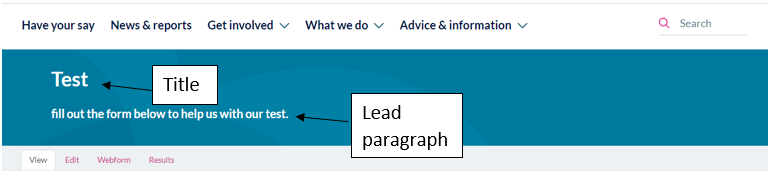 Have your say News & reports Get involved What we do Advice & information Search
Test
Title
fill out the form below to help us with our test.
Lead
paragraph
View Edit Webform Results